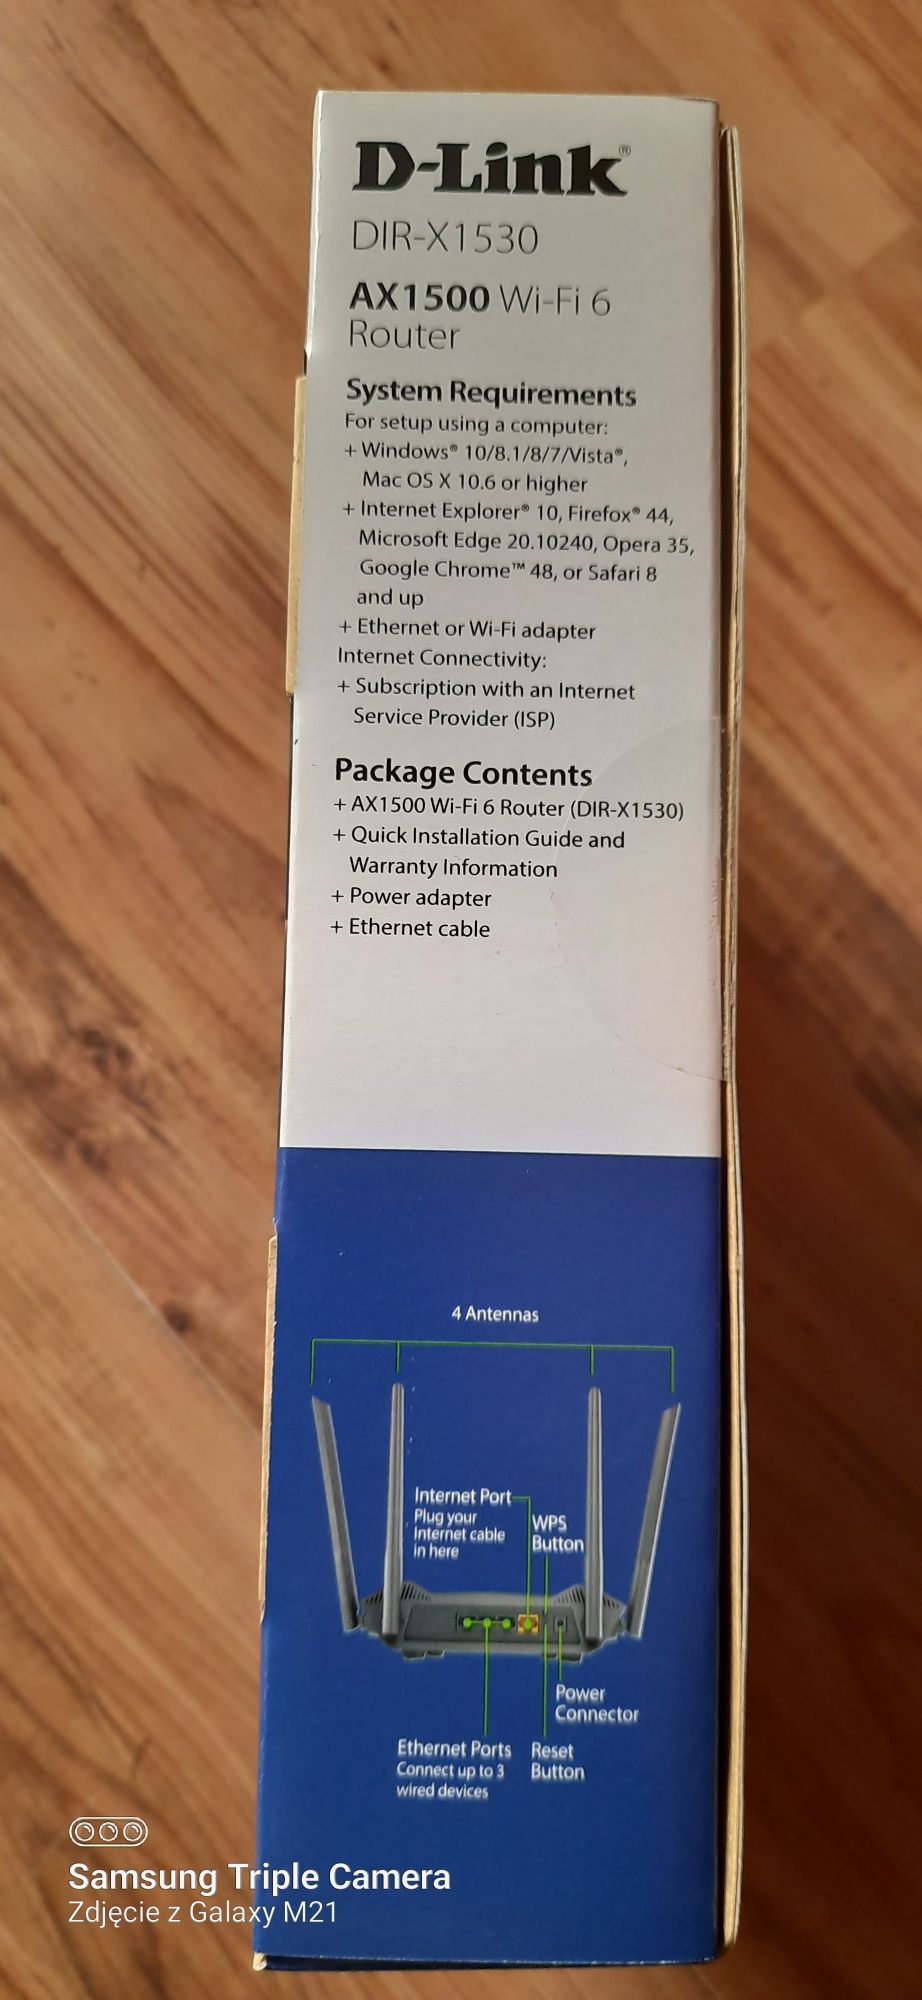 D-Link®
DIR-X1530
AX1500 Wi-Fi 6
Router
System Requirements
For setup using a computer:
+ Windows® 10/8.1/8/7/Vista®,
Mac OS X 10.6 or higher
+ Internet Explorer® 10, Firefox® 44,
Microsoft Edge 20.10240, Opera 35,
Google Chrome™ 48, or Safari 8
and up
+ Ethernet or Wi-Fi adapter
Internet Connectivity:
+ Subscription with an Internet
Service Provider (ISP)
Package Contents
+ AX1500 Wi-Fi 6 Router (DIR-X1530)
+ Quick Installation Guide and
Warranty Information
+ Power adapter
+ Ethernet cable
4 Antennas
Internet Port
Plug your
Internet cable
in here
WPS
Button
Power
Connector
Ethernet Ports
Connect up to 3
wired devices
Reset
Button
Samsung Triple Camera
Zdjęcie z Galaxy M21